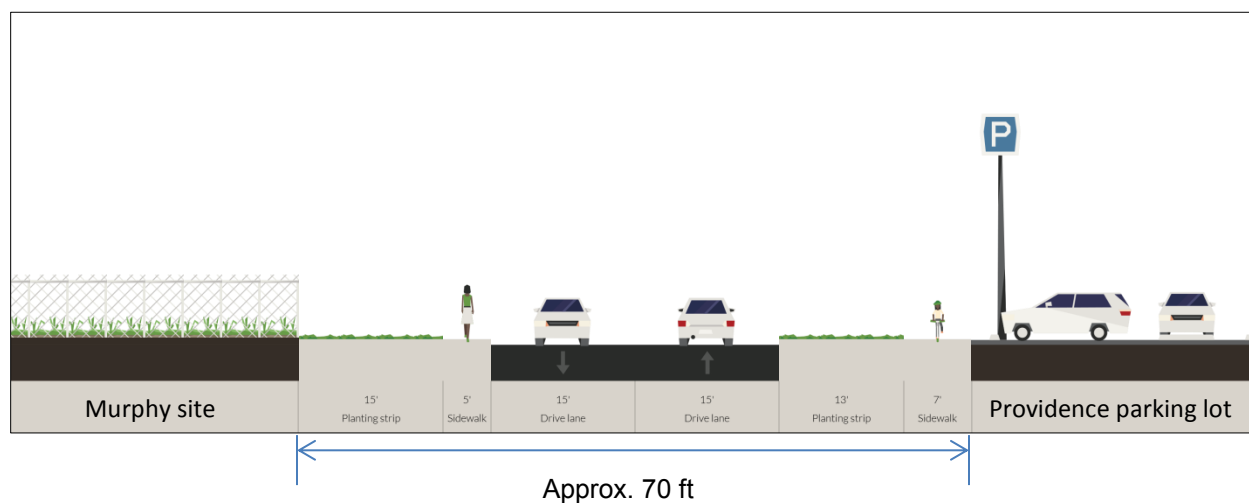 P
Murphy site
15'
Planting strip
5'
Sidewalk
15'
Drive lane
15'
Drive lane
13'
Planting strip
7'
Sidewalk
Providence parking lot
Approx. 70 ft